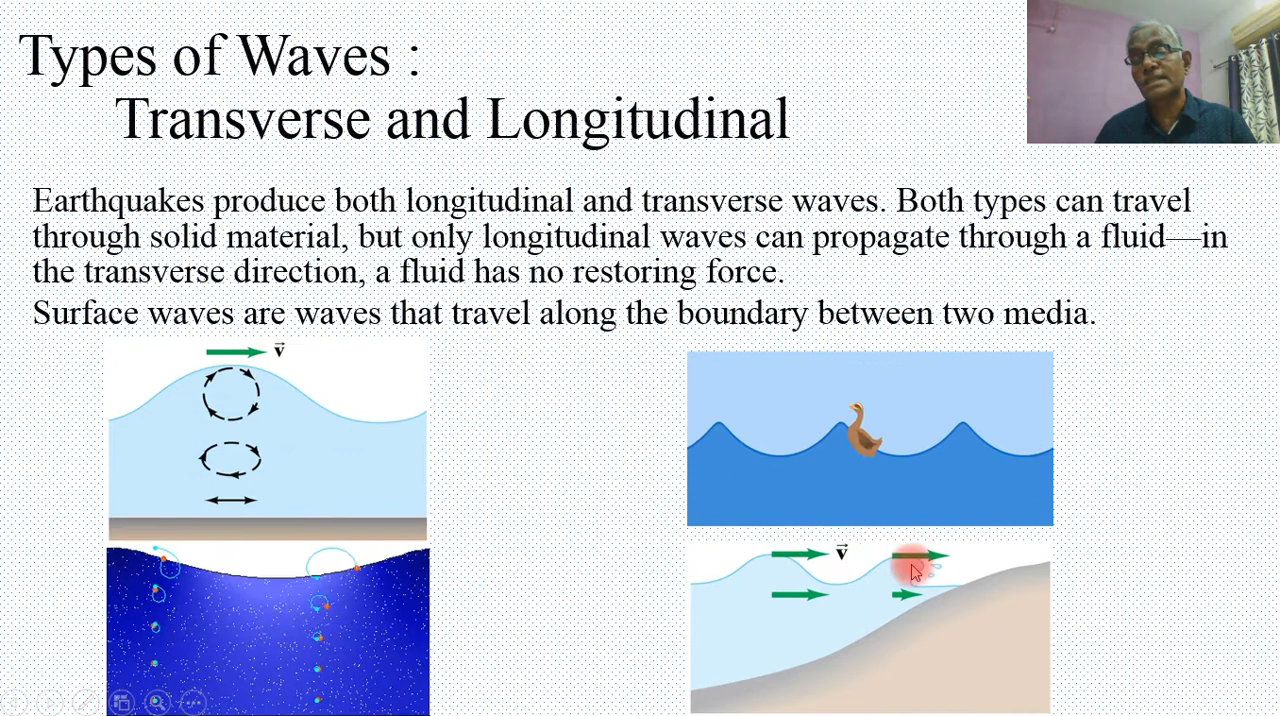 Types of Waves :
Transverse and Longitudinal
Earthquakes produce both longitudinal and transverse waves. Both types can travel
through solid material, but only longitudinal waves can propagate through a fluid—in
the transverse direction, a fluid has no restoring force.
Surface waves are waves that travel along the boundary between two media.
v⃗
v⃗